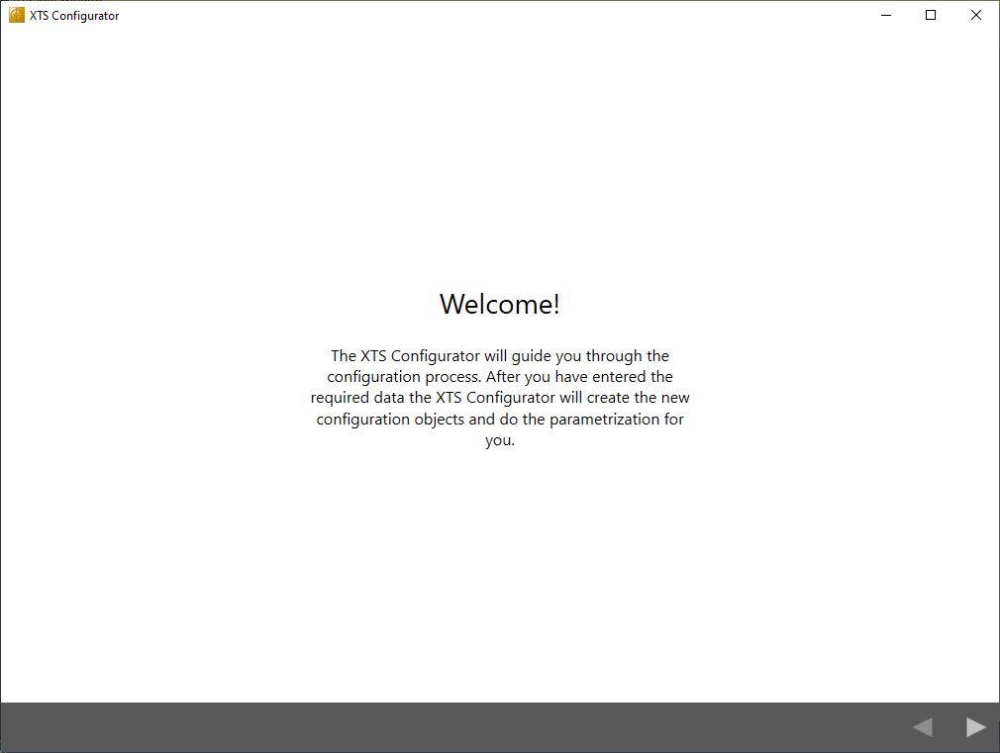 XTS Configurator
Welcome!
The XTS Configurator will guide you through the
configuration process. After you have entered the
required data the XTS Configurator will create the new
configuration objects and do the parametrization for
you.